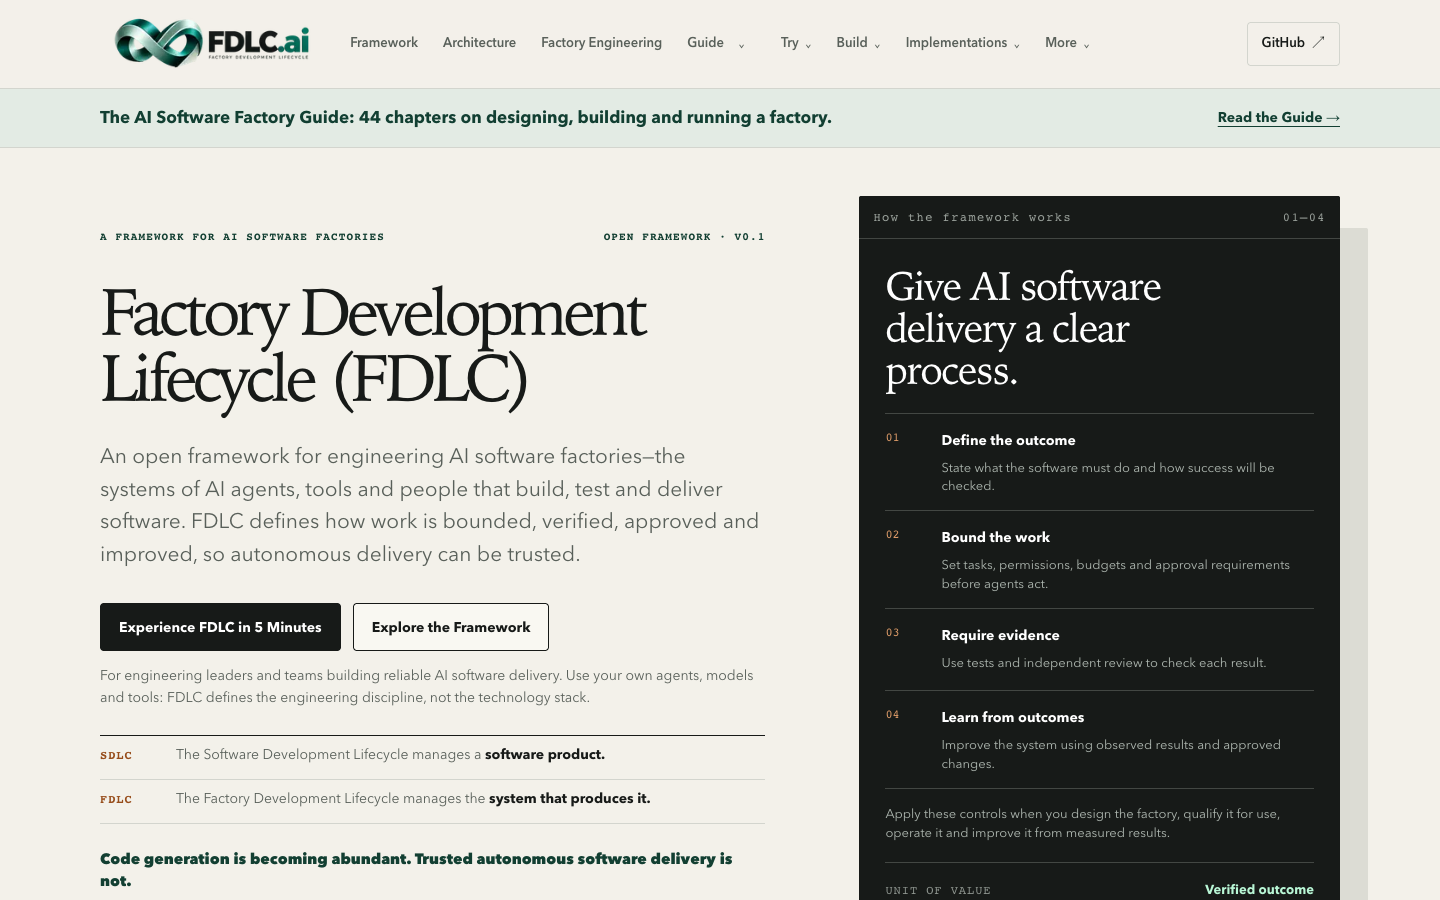 FDLC.ai
FACTORY DEVELOPMENT LIFECYCLE
Framework
Architecture
Factory Engineering
Guide
Try
Build
Implementations
More
GitHub ↗
The AI Software Factory Guide: 44 chapters on designing, building and running a factory.
Read the Guide →
A FRAMEWORK FOR AI SOFTWARE FACTORIES
OPEN FRAMEWORK · V0.1
Factory Development
Lifecycle (FDLC)
An open framework for engineering AI software factories—the
systems of AI agents, tools and people that build, test and deliver
software. FDLC defines how work is bounded, verified, approved and
improved, so autonomous delivery can be trusted.
Experience FDLC in 5 Minutes
Explore the Framework
For engineering leaders and teams building reliable AI software delivery. Use your own agents, models
and tools: FDLC defines the engineering discipline, not the technology stack.
SDLC The Software Development Lifecycle manages a software product.
FDLC The Factory Development Lifecycle manages the system that produces it.
Code generation is becoming abundant. Trusted autonomous software delivery is
not.
How the framework works
01—04
Give AI software
delivery a clear
process.
01 Define the outcome
State what the software must do and how success will be
checked.
02 Bound the work
Set tasks, permissions, budgets and approval requirements
before agents act.
03 Require evidence
Use tests and independent review to check each result.
04 Learn from outcomes
Improve the system using observed results and approved
changes.
Apply these controls when you design the factory, qualify it for use,
operate it and improve it from measured results.
UNIT OF VALUE
Verified outcome